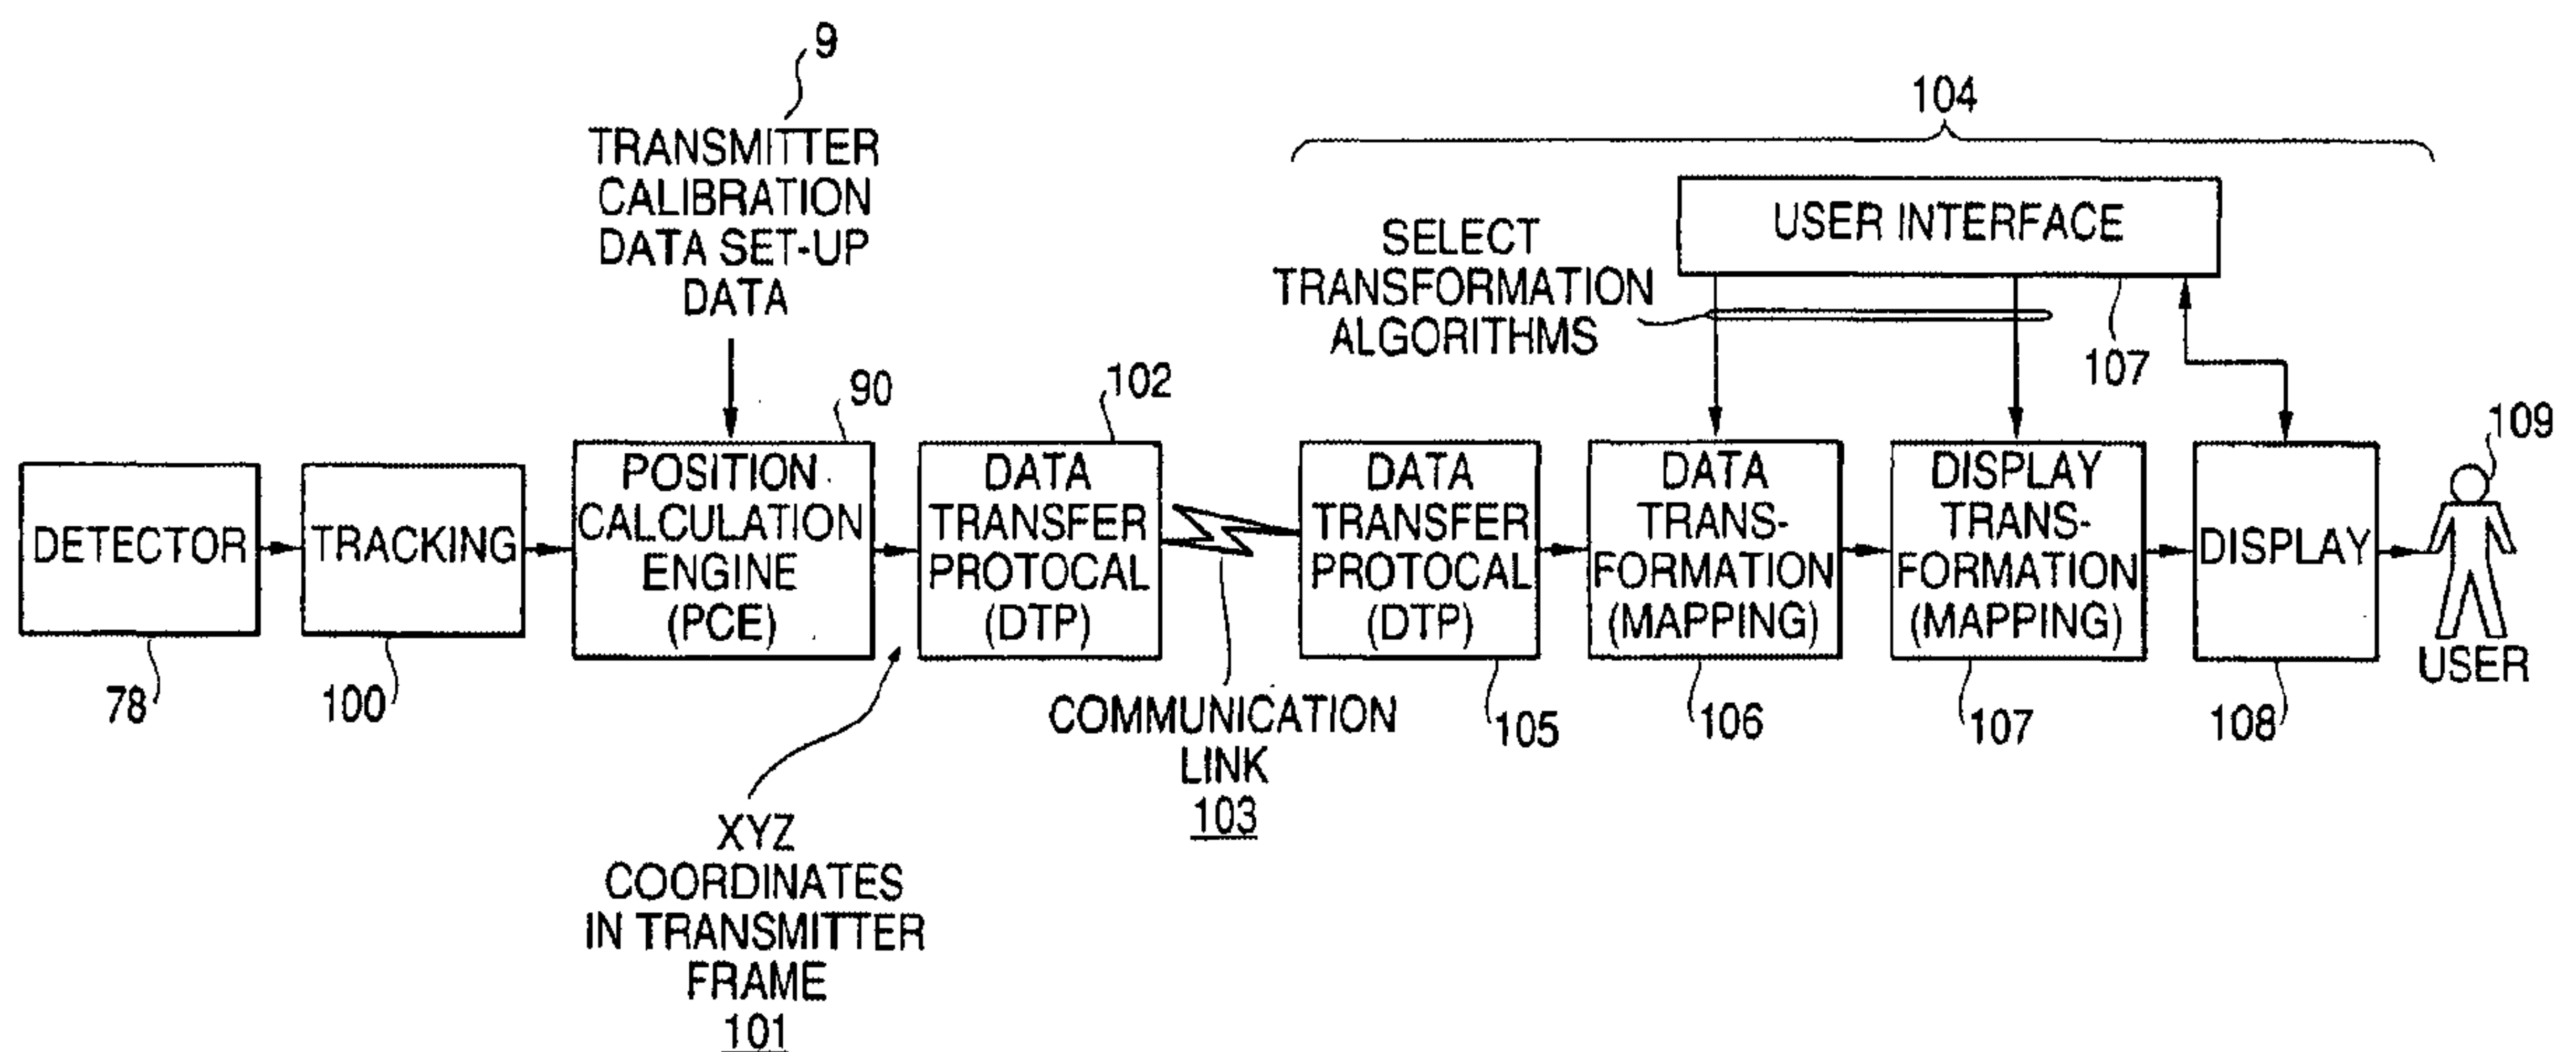 9
TRANSMITTER
CALIBRATION
DATA SET-UP
DATA
104
USER INTERFACE
SELECT
TRANSFORMATION
ALGORITHMS
107
90
102
109
DETECTOR
78
TRACKING
100
POSITION
CALCULATION
ENGINE
(PCE)
DATA
TRANSFER
PROTOCAL
(DTP)
DATA
TRANSFER
PROTOCAL
(DTP)
105
DATA
TRANS-
FORMATION
(MAPPING)
106
DISPLAY
TRANS-
FORMATION
(MAPPING)
107
DISPLAY
108
USER
COMMUNICATION
LINK
103
XYZ
COORDINATES
IN TRANSMITTER
FRAME
101